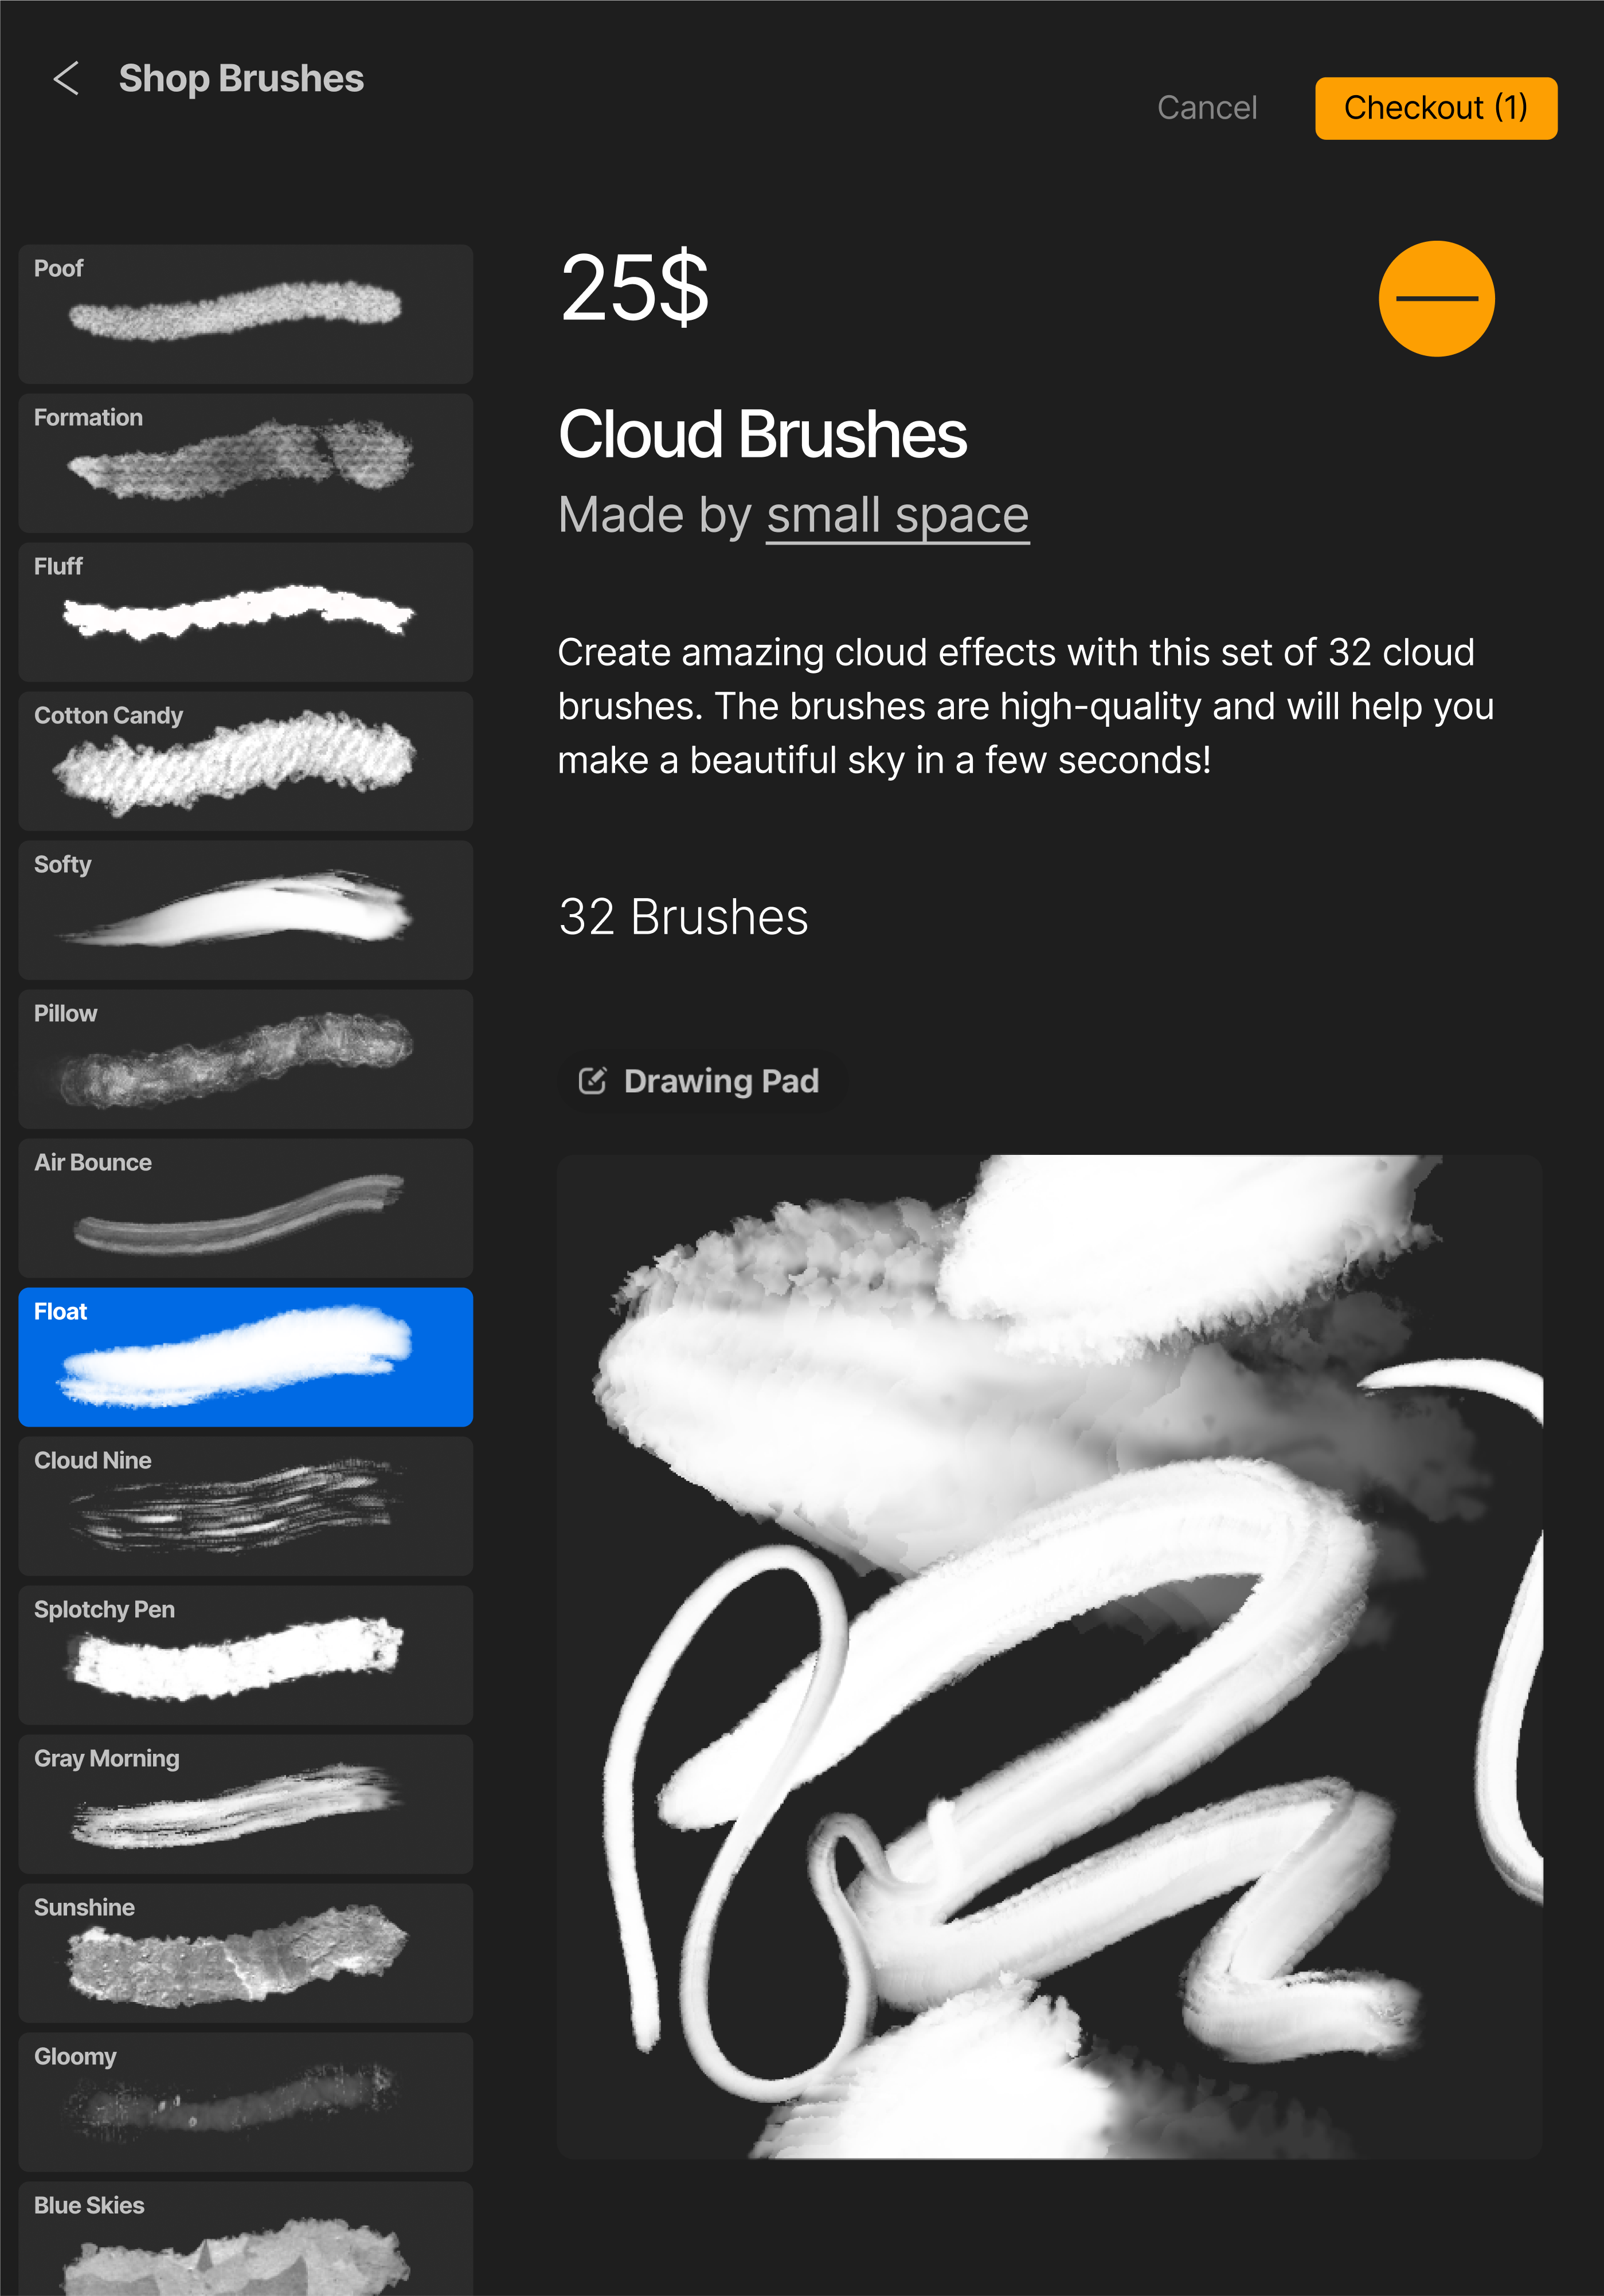 Shop Brushes
Cancel
Checkout (1)
Poof
Formation
Fluff
Cotton Candy
Softy
Pillow
Air Bounce
Float
Cloud Nine
Splotchy Pen
Gray Morning
Sunshine
Gloomy
Blue Skies
25$
Cloud Brushes
Made by small space
Create amazing cloud effects with this set of 32 cloud
brushes. The brushes are high-quality and will help you
make a beautiful sky in a few seconds!
32 Brushes
Drawing Pad